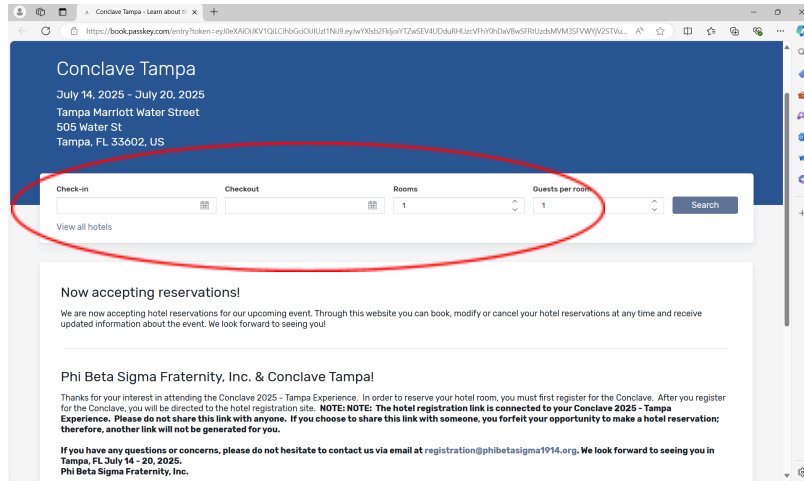 Conclave Tampa - Learn about th
https://book.passkey.com/entry?token=
Conclave Tampa
July 14, 2025 - July 20, 2025
Tampa Marriott Water Street
505 Water St
Tampa, FL 33602, US
Check-in Checkout Rooms Guests per room
1 1 Search
View all hotels
Now accepting reservations!
We are now accepting hotel reservations for our upcoming event. Through this website you can book, modify or cancel your hotel reservations at any time and receive
updated information about the event. We look forward to seeing you!
Phi Beta Sigma Fraternity, Inc. & Conclave Tampa!
Thanks for your interest in attending the Conclave 2025 - Tampa Experience. In order to reserve your hotel room, you must first register for the Conclave. After you register
for the Conclave, you will be directed to the hotel registration site. NOTE: NOTE: The hotel registration link is connected to your Conclave 2025 - Tampa
Experience. Please do not share this link with anyone. If you choose to share this link with someone, you forfeit your opportunity to make a hotel reservation;
therefore, another link will not be generated for you.
If you have any questions or concerns, please do not hesitate to contact us via email at registration@phibetasigma1914.org. We look forward to seeing you in
Tampa, FL July 14 - 20, 2025.
Phi Beta Sigma Fraternity, Inc.